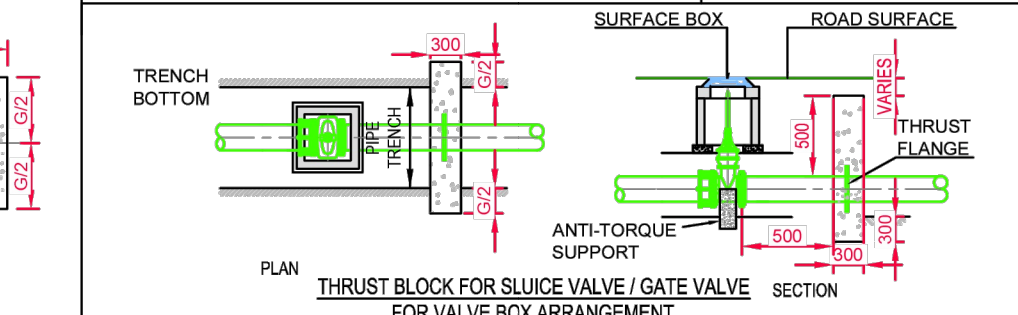 G/2
G/2
TRENCH
BOTTOM
300
G/2
PIPE
TRENCH
G/2
PLAN
SURFACE BOX
ROAD SURFACE
VARIES
500
THRUST
FLANGE
ANTI-TORQUE
SUPPORT
500
300
300
SECTION
THRUST BLOCK FOR SLUICE VALVE / GATE VALVE
FOR VALVE BOX ARRANGEMENT